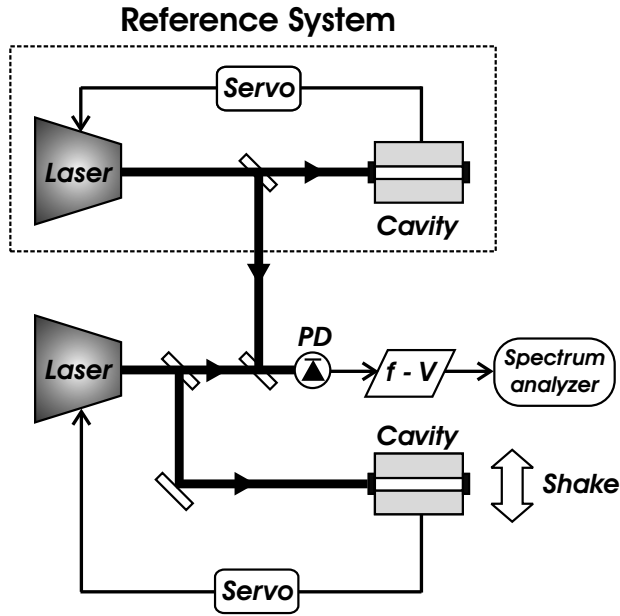 Reference System
Servo
Laser
Cavity
Laser
PD
f - V
Spectrum
analyzer
Cavity
Shake
Servo